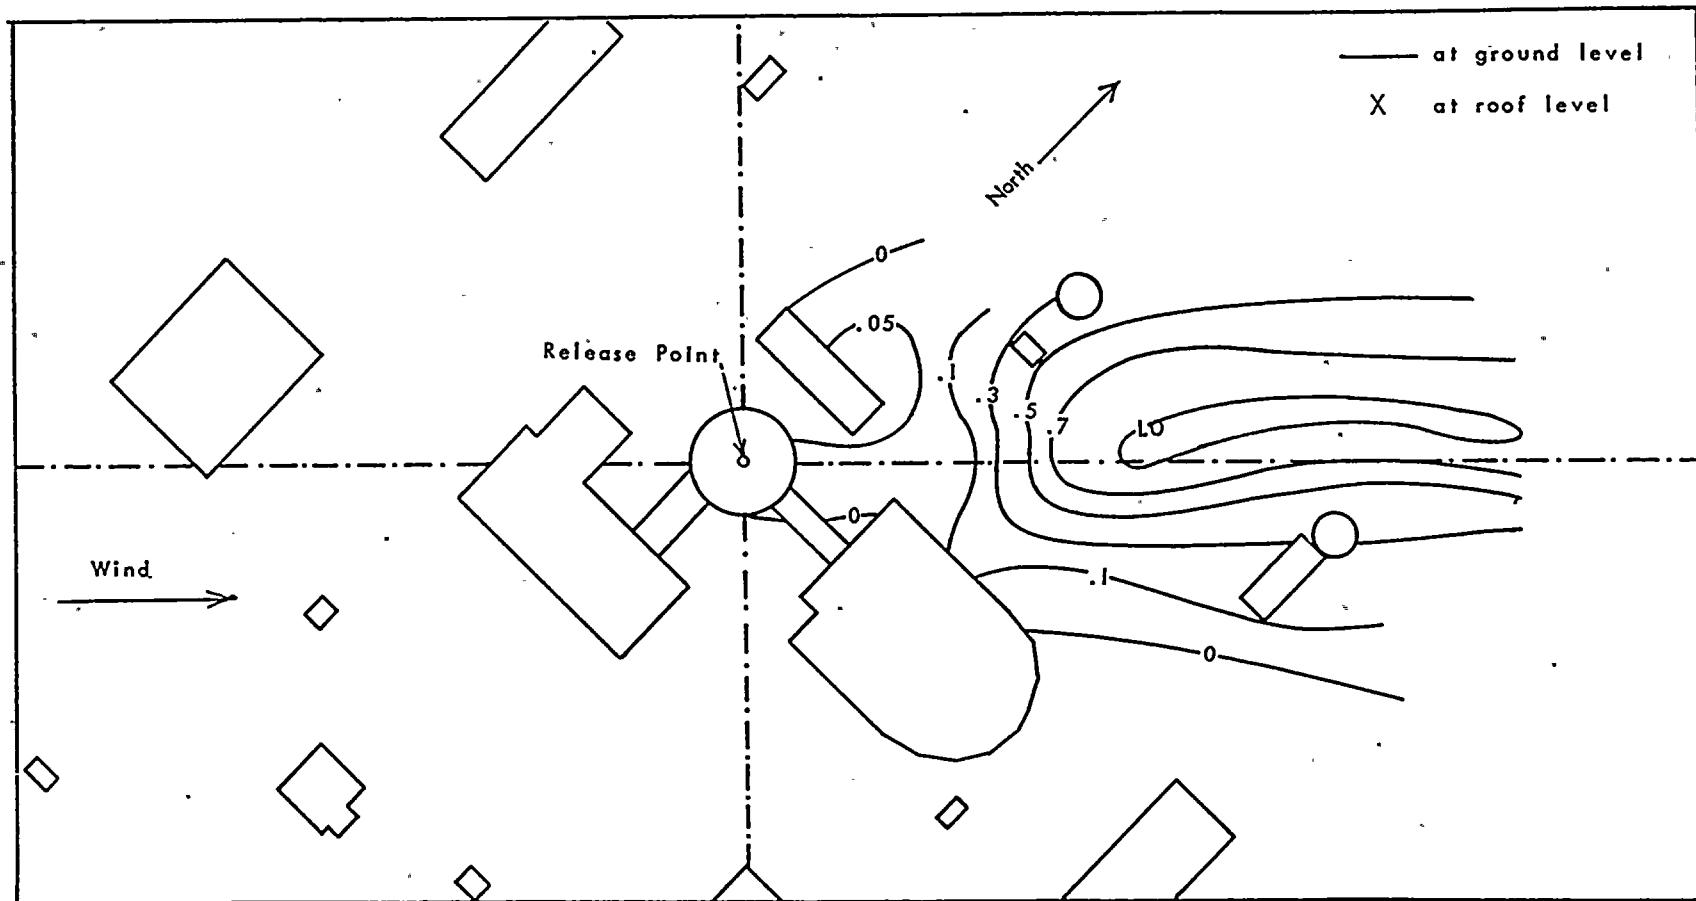 at ground level
X at roof level
North
0
.05
Release Point
.1
.3
.5
.7
1.0
0
Wind
.1
0